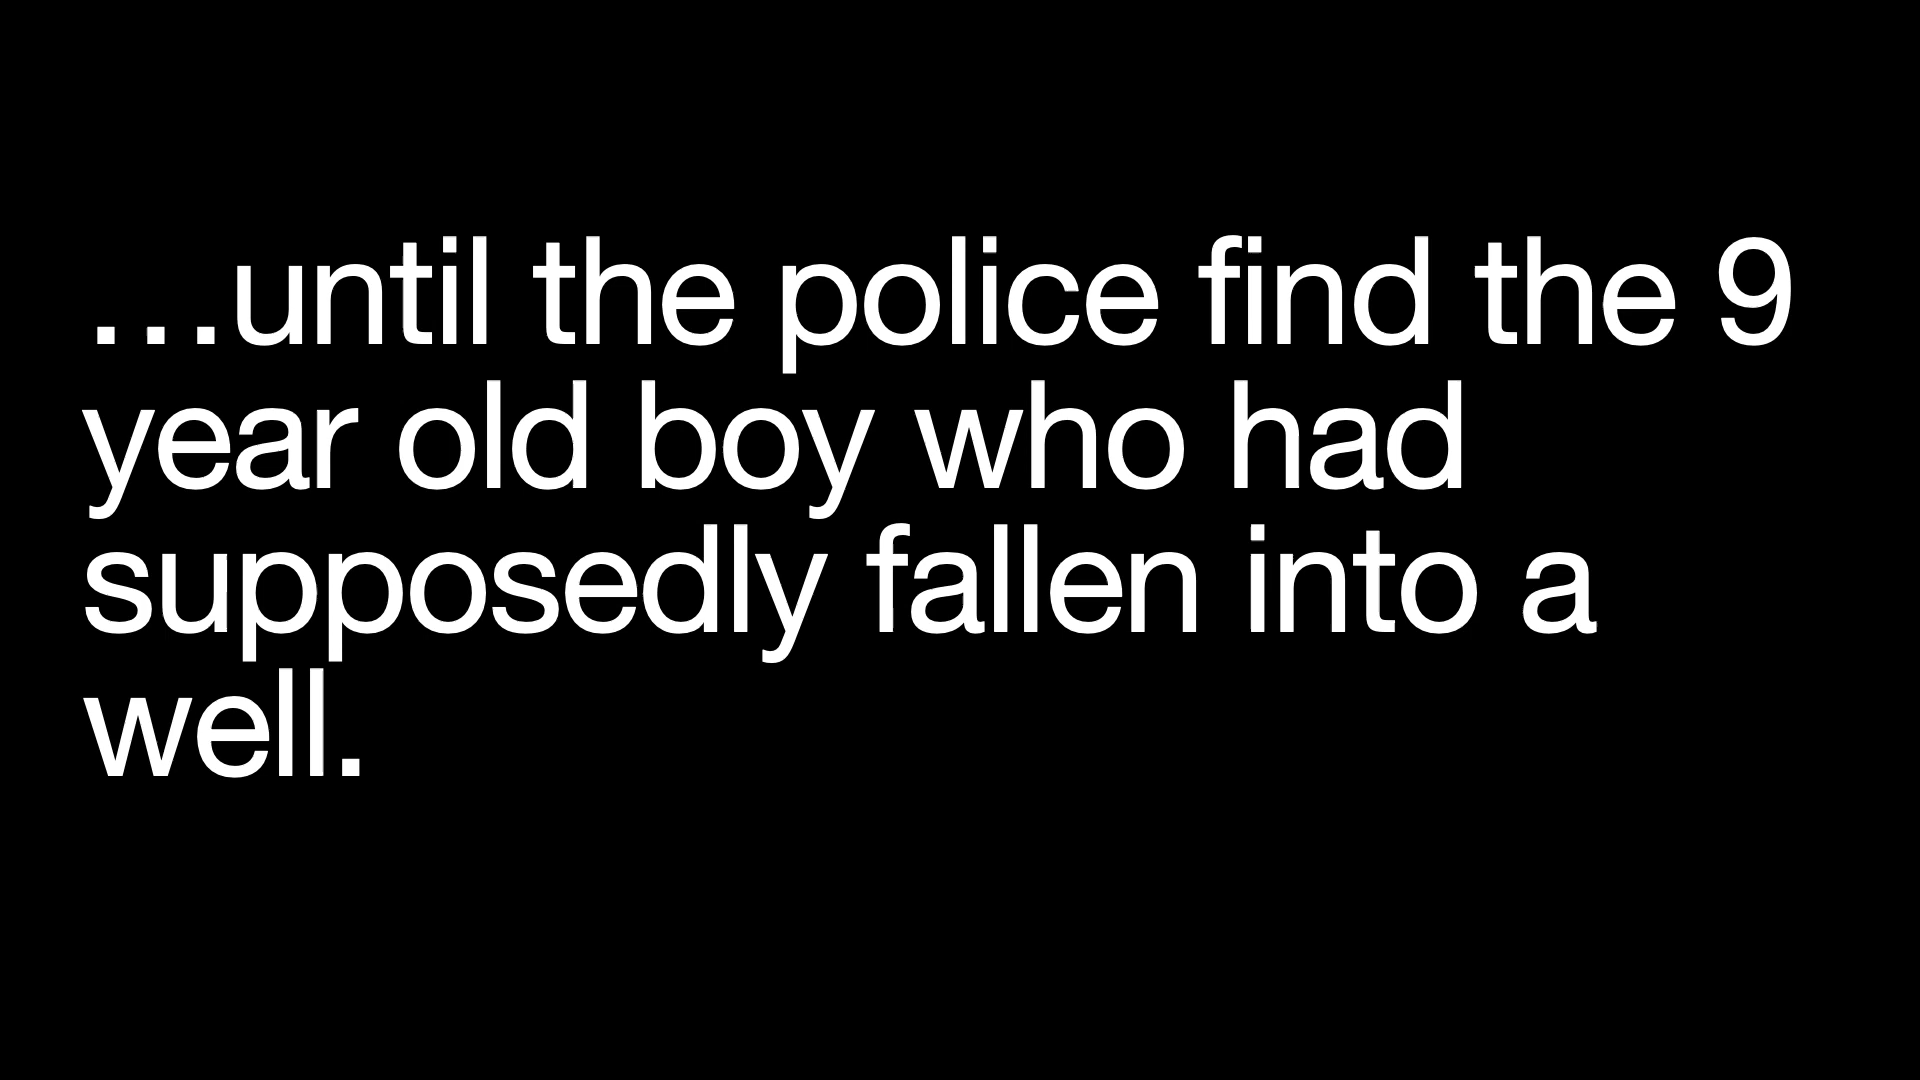 …until the police find the 9
year old boy who had
supposedly fallen into a
well.